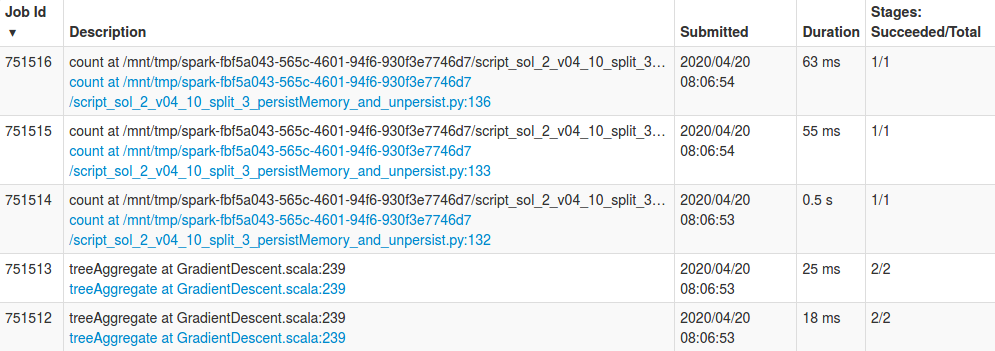 Job Id ▼ Description Submitted Duration Stages: Succeeded/Total
751516 count at /mnt/tmp/spark-fbf5a043-565c-4601-94f6-930f3e7746d7/script_sol_2_v04_10_split_3... 2020/04/20 63 ms 1/1
count at /mnt/tmp/spark-fbf5a043-565c-4601-94f6-930f3e7746d7 08:06:54
/script_sol_2_v04_10_split_3_persistMemory_and_unpersist.py:136
751515 count at /mnt/tmp/spark-fbf5a043-565c-4601-94f6-930f3e7746d7/script_sol_2_v04_10_split_3... 2020/04/20 55 ms 1/1
count at /mnt/tmp/spark-fbf5a043-565c-4601-94f6-930f3e7746d7 08:06:54
/script_sol_2_v04_10_split_3_persistMemory_and_unpersist.py:133
751514 count at /mnt/tmp/spark-fbf5a043-565c-4601-94f6-930f3e7746d7/script_sol_2_v04_10_split_3... 2020/04/20 0.5 s 1/1
count at /mnt/tmp/spark-fbf5a043-565c-4601-94f6-930f3e7746d7 08:06:53
/script_sol_2_v04_10_split_3_persistMemory_and_unpersist.py:132
751513 treeAggregate at GradientDescent.scala:239 2020/04/20 25 ms 2/2
treeAggregate at GradientDescent.scala:239 08:06:53
751512 treeAggregate at GradientDescent.scala:239 2020/04/20 18 ms 2/2
treeAggregate at GradientDescent.scala:239 08:06:53